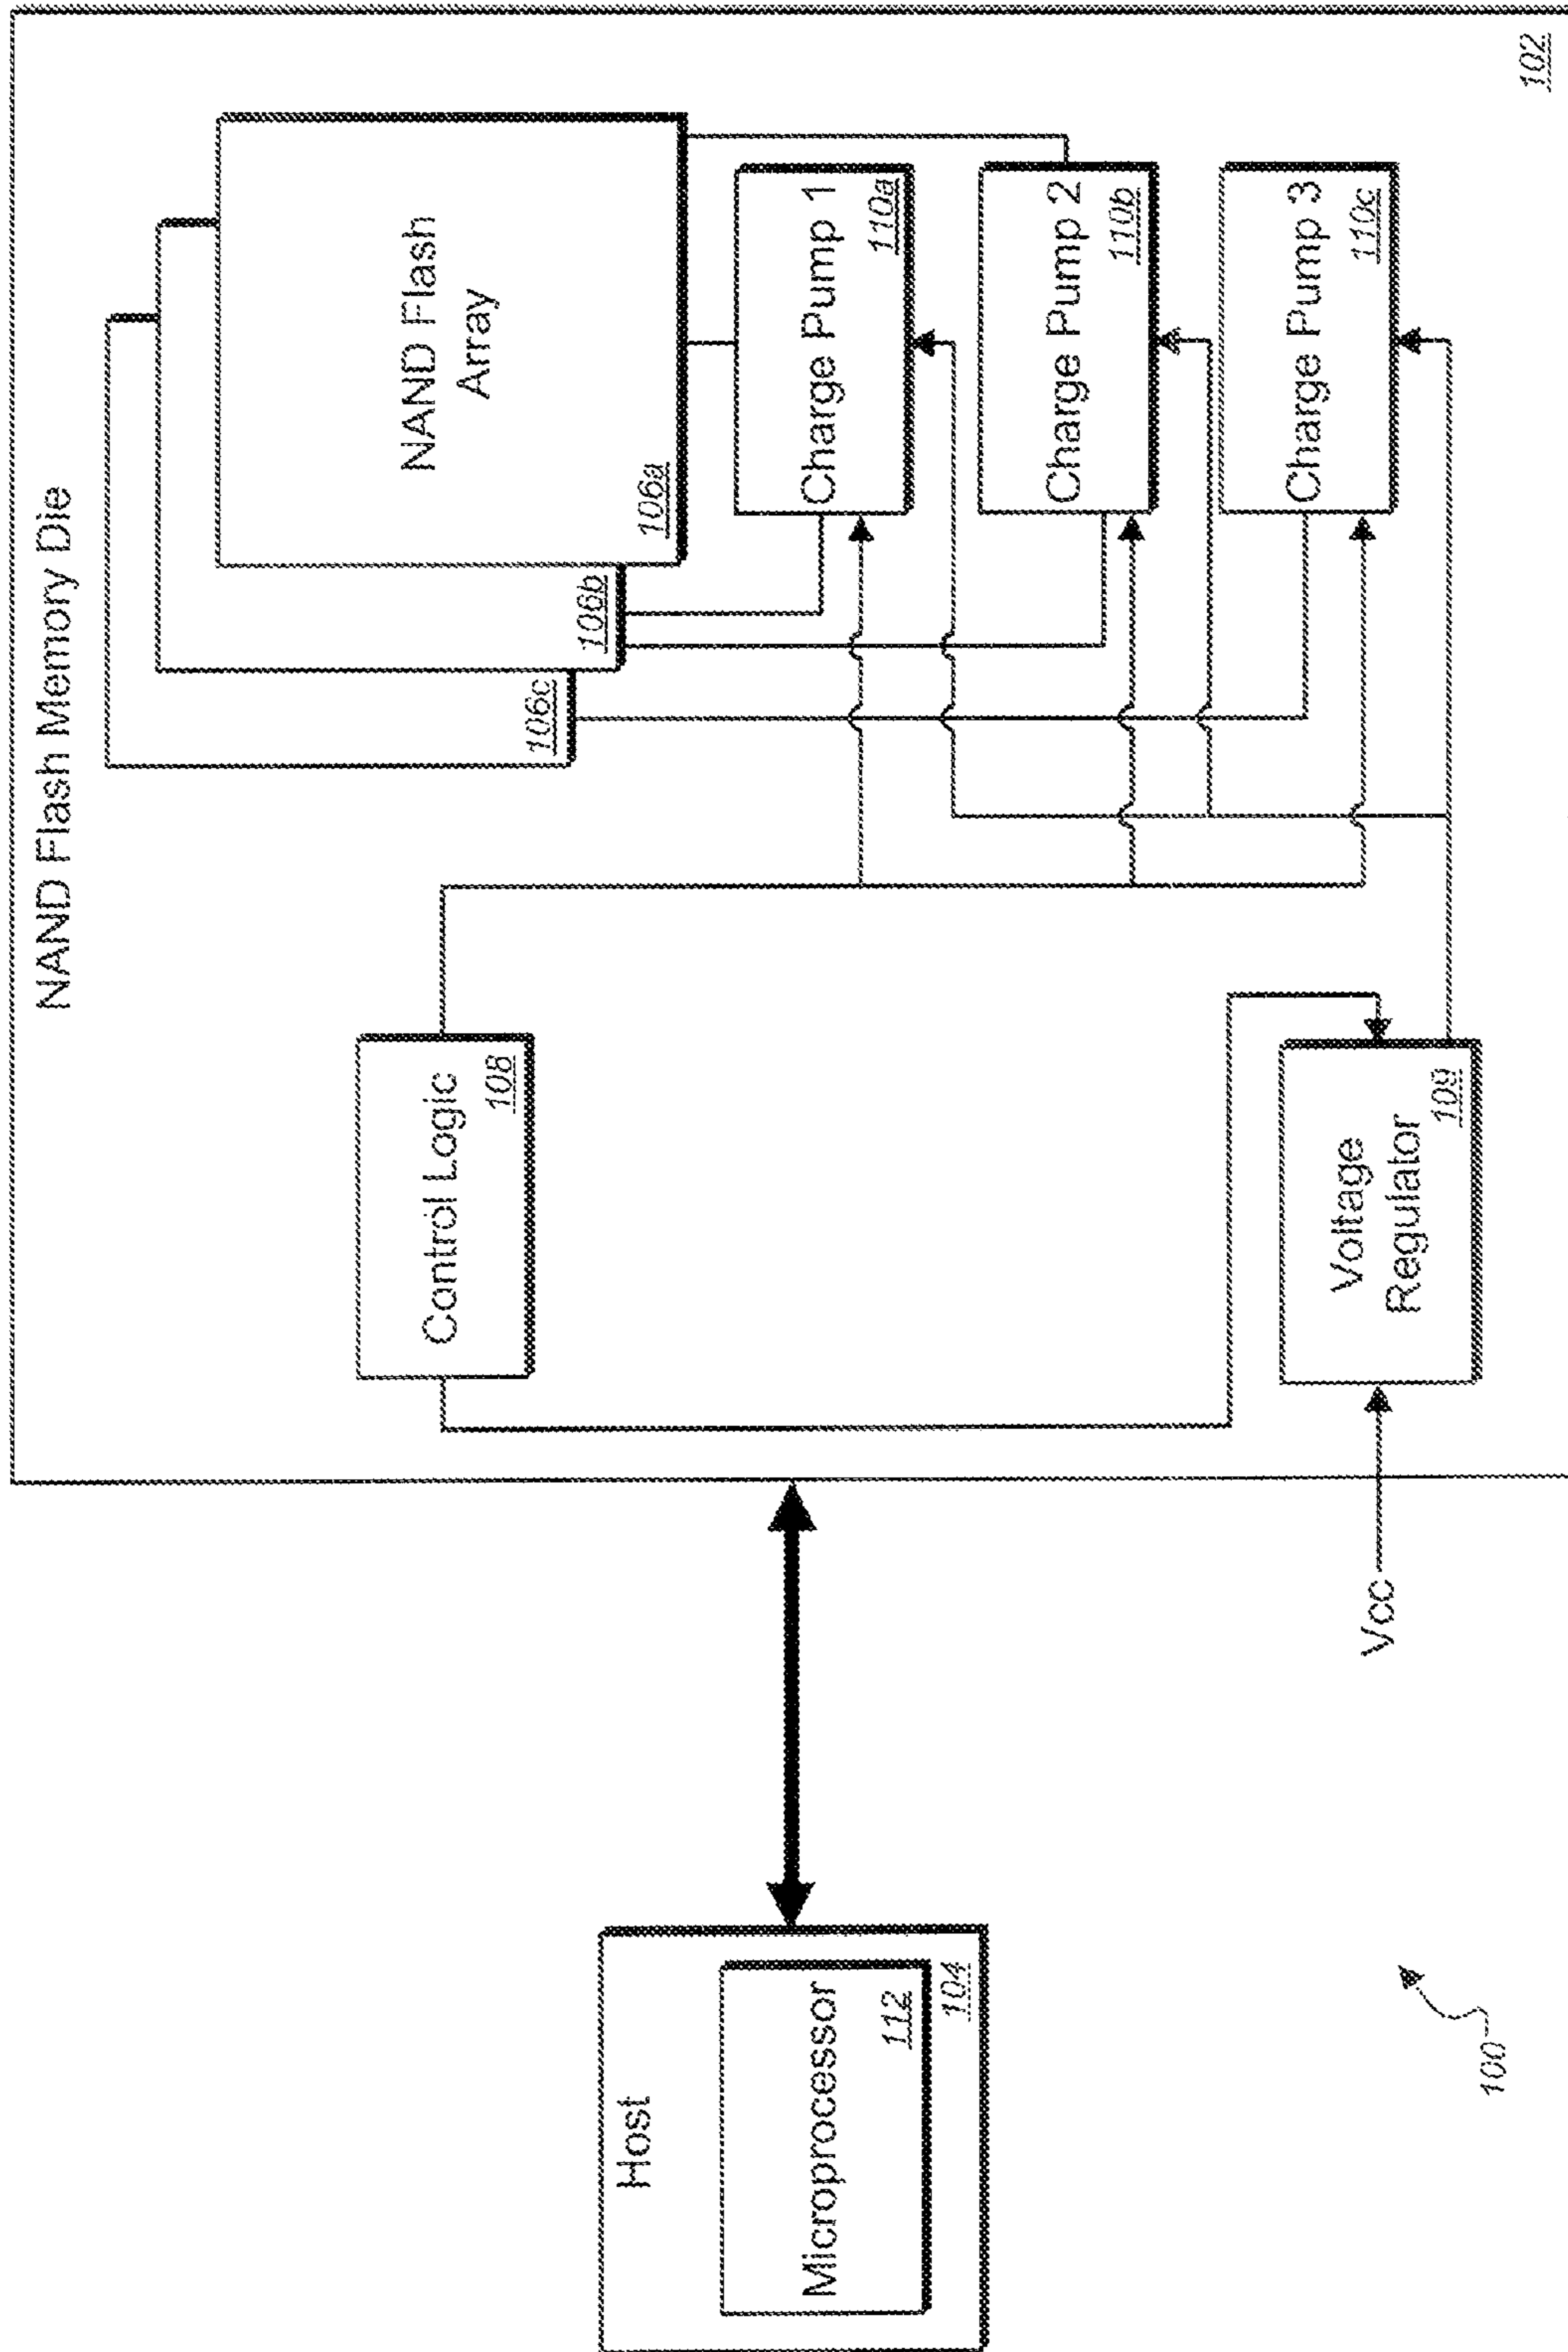 NAND Flash Memory Die
Host
Microprocessor
112
104
100
Vcc
Control Logic
108
Voltage
Regulator
109
NAND Flash
Array
106a
106b
106c
Charge Pump 1
110a
Charge Pump 2
110b
Charge Pump 3
110c
102